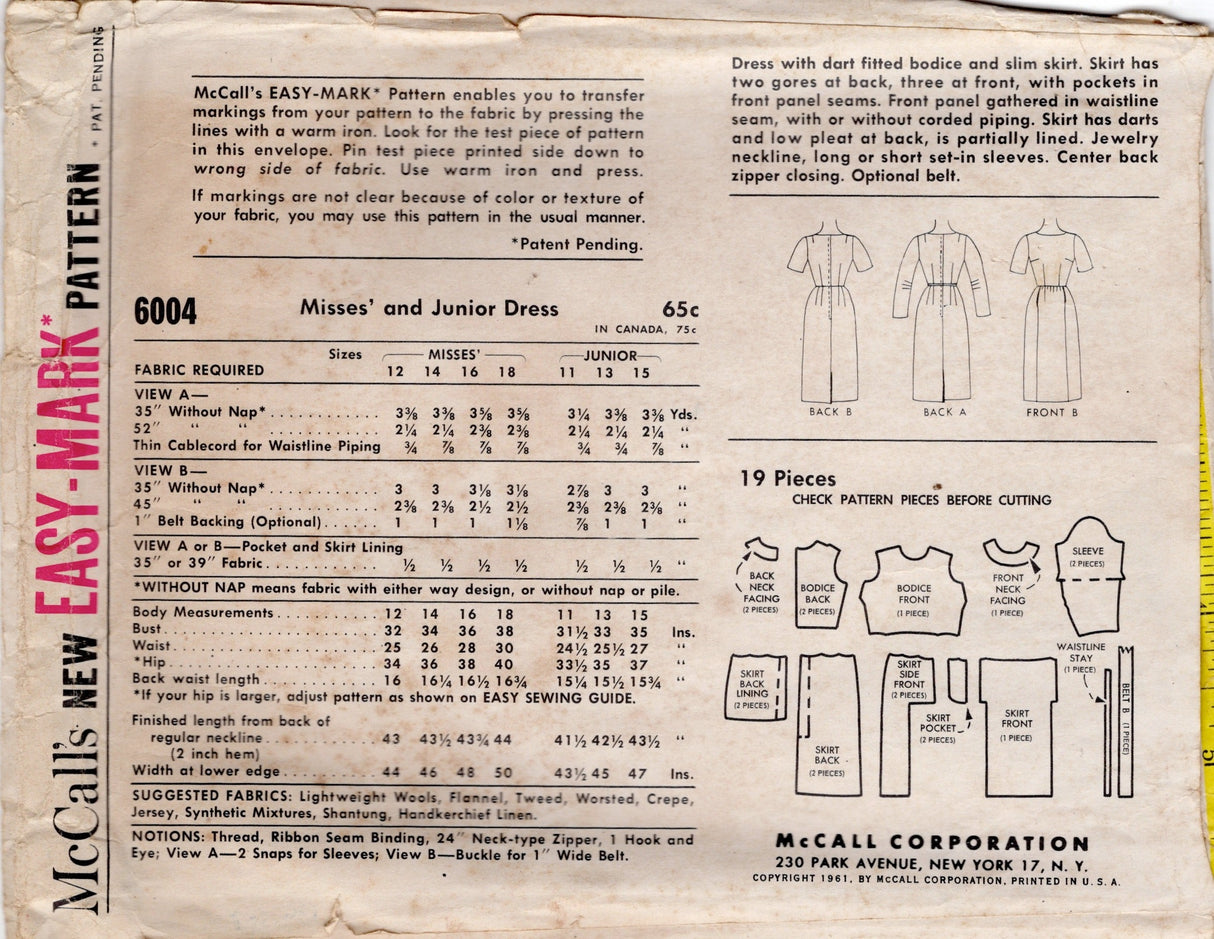 McCall's NEW EASY-MARK* PATTERN * PAT. PENDING
McCall's EASY-MARK* Pattern enables you to transfer
markings from your pattern to the fabric by pressing the
lines with a warm iron. Look for the test piece of pattern
in this envelope. Pin test piece printed side down to
wrong side of fabric. Use warm iron and press.
If markings are not clear because of color or texture of
your fabric, you may use this pattern in the usual manner.
*Patent Pending.
6004 Misses' and Junior Dress 65c
IN CANADA, 75c
Sizes MISSES' JUNIOR
FABRIC REQUIRED 12 14 16 18 11 13 15
VIEW A—
35″ Without Nap* 3⅜ 3⅜ 3⅝ 3⅝ 3¼ 3⅜ 3⅜ Yds.
52″ “ “ 2¼ 2¼ 2⅜ 2⅜ 2¼ 2¼ 2¼ “
Thin Cablecord for Waistline Piping ¾ ⅞ ⅞ ⅞ ¾ ¾ ⅞ “
VIEW B—
35″ Without Nap* 3 3 3⅛ 3⅛ 2⅞ 3 3 “
45″ “ “ 2⅜ 2⅜ 2½ 2½ 2⅜ 2⅜ 2⅜ “
1″ Belt Backing (Optional) 1 1 1 1⅛ ⅞ 1 1 “
VIEW A or B—Pocket and Skirt Lining
35″ or 39″ Fabric ½ ½ ½ ½ ½ ½ ½ “
*WITHOUT NAP means fabric with either way design, or without nap or pile.
Body Measurements 12 14 16 18 11 13 15
Bust 32 34 36 38 31½ 33 35 Ins.
Waist 25 26 28 30 24½ 25½ 27 “
*Hip 34 36 38 40 33½ 35 37 “
Back waist length 16 16¼ 16½ 16¾ 15¼ 15½ 15¾ “
*If your hip is larger, adjust pattern as shown on EASY SEWING GUIDE.
Finished length from back of
regular neckline 43 43½ 43¾ 44 41½ 42½ 43½ “
(2 inch hem)
Width at lower edge 44 46 48 50 43½ 45 47 Ins.
SUGGESTED FABRICS: Lightweight Wools, Flannel, Tweed, Worsted, Crepe,
Jersey, Synthetic Mixtures, Shantung, Handkerchief Linen.
NOTIONS: Thread, Ribbon Seam Binding, 24″ Neck-type Zipper, 1 Hook and
Eye; View A—2 Snaps for Sleeves; View B—Buckle for 1″ Wide Belt.
Dress with dart fitted bodice and slim skirt. Skirt has
two gores at back, three at front, with pockets in
front panel seams. Front panel gathered in waistline
seam, with or without corded piping. Skirt has darts
and low pleat at back, is partially lined. Jewelry
neckline, long or short set-in sleeves. Center back
zipper closing. Optional belt.
BACK B BACK A FRONT B
19 Pieces
CHECK PATTERN PIECES BEFORE CUTTING
BACK
NECK
FACING
(2 PIECES)
BODICE
BACK
(2 PIECES)
BODICE
FRONT
(1 PIECE)
FRONT
NECK
FACING
(1 PIECE)
SLEEVE
(2 PIECES)
SKIRT
BACK
LINING
(2 PIECES)
SKIRT
BACK
(2 PIECES)
SKIRT
SIDE
FRONT
(2 PIECES)
SKIRT
POCKET
(2 PIECES)
SKIRT
FRONT
(1 PIECE)
WAISTLINE
STAY
(1 PIECE)
BELT B (1 PIECE)
McCALL CORPORATION
230 PARK AVENUE, NEW YORK 17, N. Y.
COPYRIGHT 1961, BY McCALL CORPORATION, PRINTED IN U. S. A.